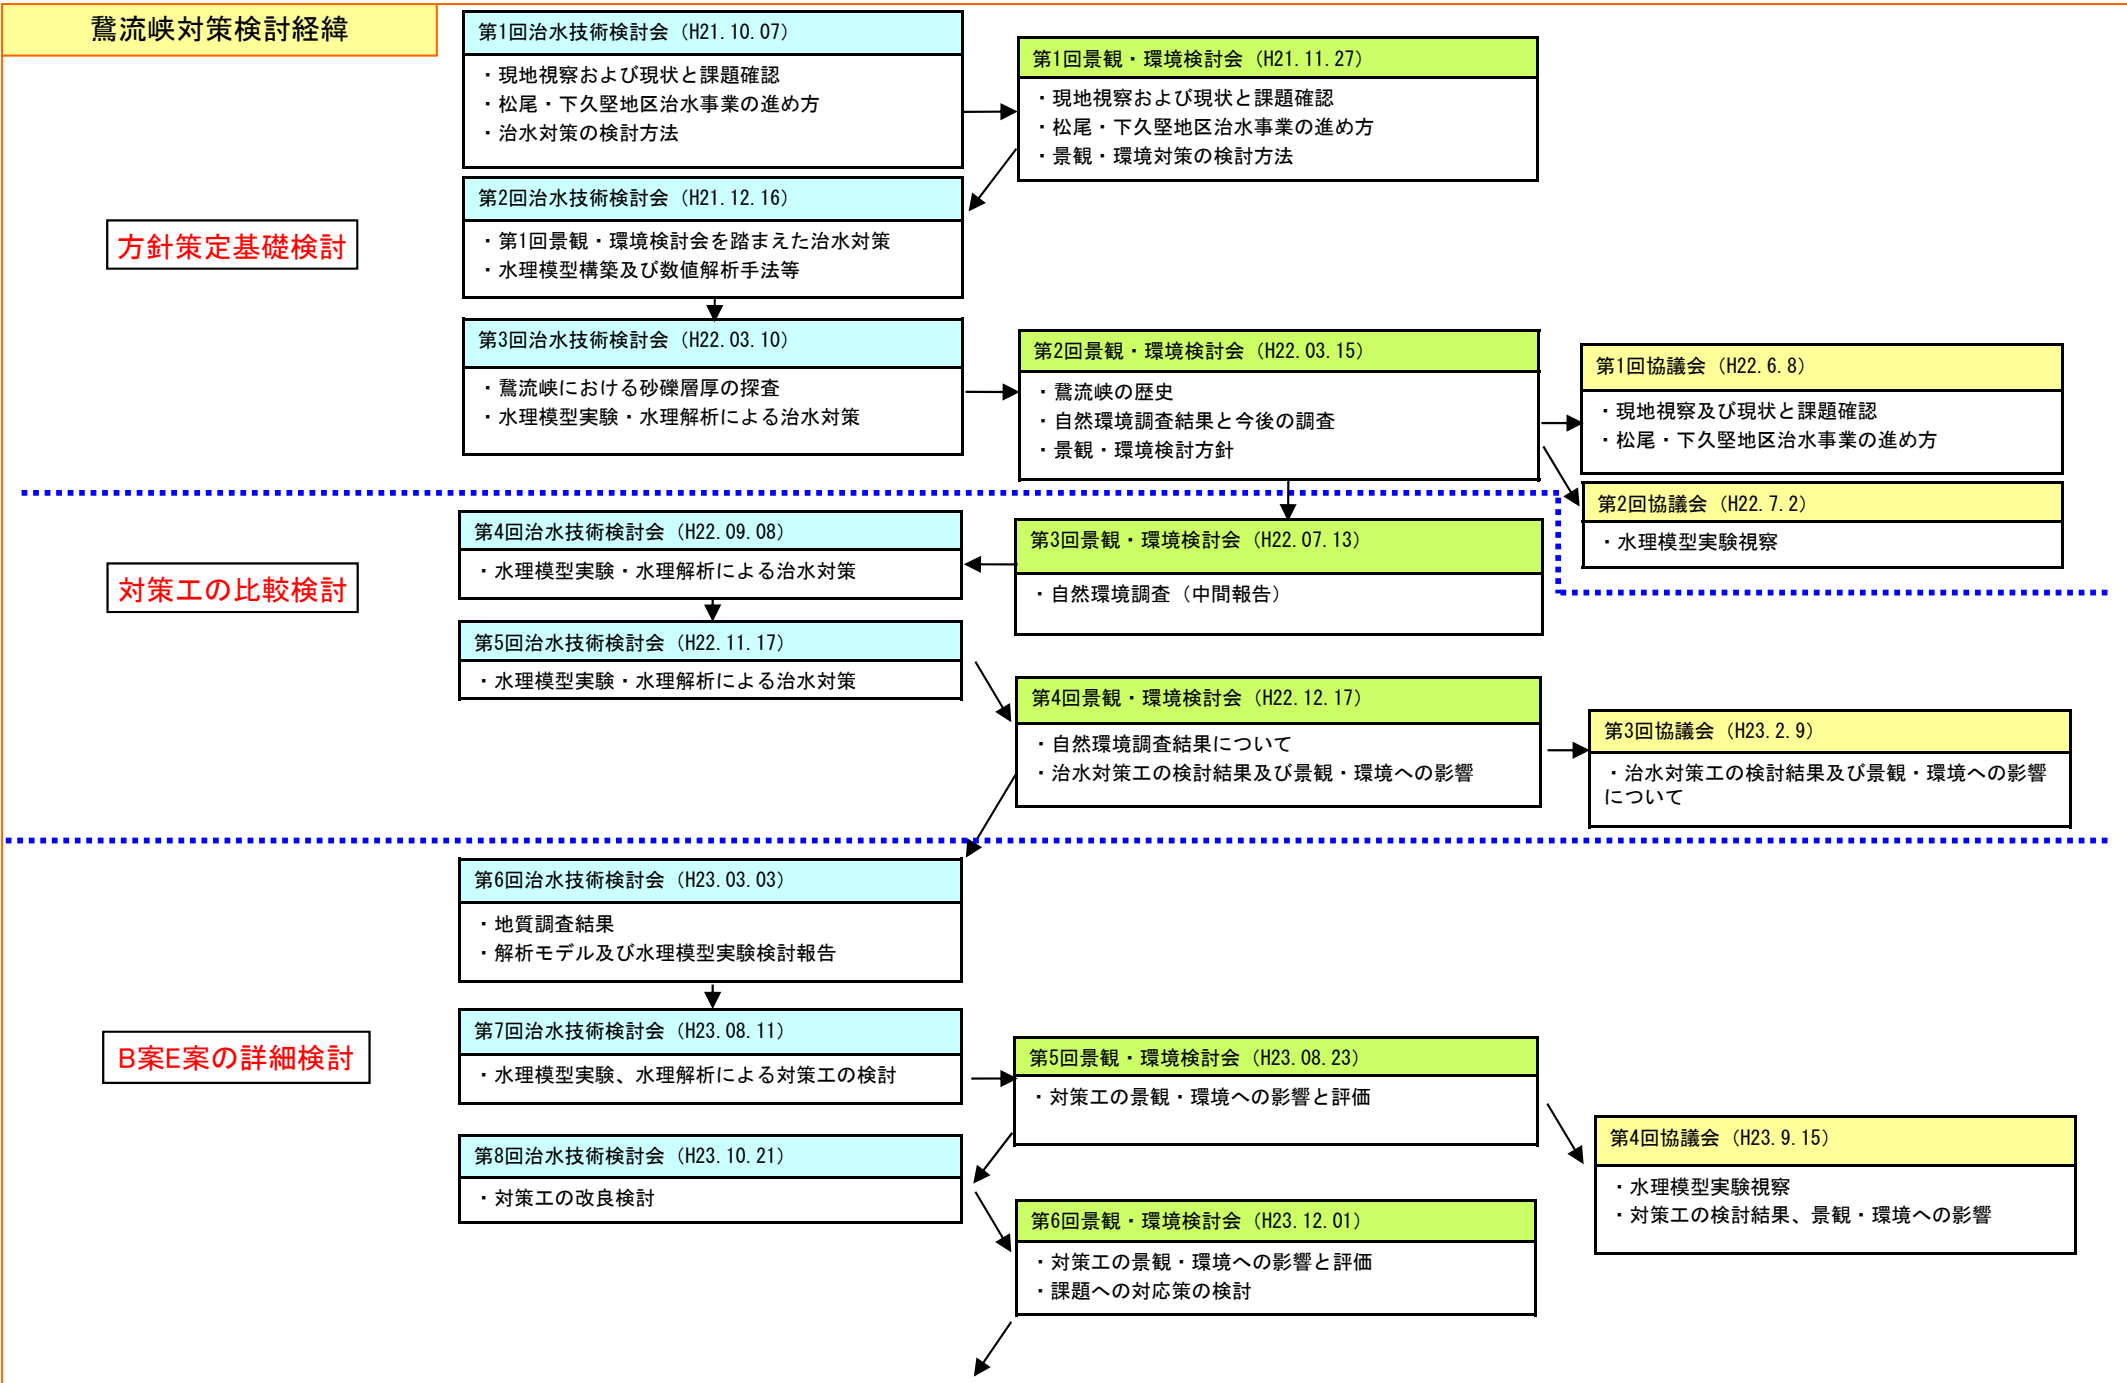 鵞流峡対策検討経緯
第1回治水技術検討会（H21.10.07）
・現地視察および現状と課題確認
・松尾・下久堅地区治水事業の進め方
・治水対策の検討方法
第1回景観・環境検討会（H21.11.27）
・現地視察および現状と課題確認
・松尾・下久堅地区治水事業の進め方
・景観・環境対策の検討方法
第2回治水技術検討会（H21.12.16）
・第1回景観・環境検討会を踏まえた治水対策
・水理模型構築及び数値解析手法等
方針策定基礎検討
第3回治水技術検討会（H22.03.10）
・鵞流峡における砂礫層厚の探査
・水理模型実験・水理解析による治水対策
第2回景観・環境検討会（H22.03.15）
・鵞流峡の歴史
・自然環境調査結果と今後の調査
・景観・環境検討方針
第1回協議会（H22.6.8）
・現地視察及び現状と課題確認
・松尾・下久堅地区治水事業の進め方
第2回協議会（H22.7.2）
・水理模型実験視察
第4回治水技術検討会（H22.09.08）
・水理模型実験・水理解析による治水対策
第3回景観・環境検討会（H22.07.13）
・自然環境調査（中間報告）
対策工の比較検討
第5回治水技術検討会（H22.11.17）
・水理模型実験・水理解析による治水対策
第4回景観・環境検討会（H22.12.17）
・自然環境調査結果について
・治水対策工の検討結果及び景観・環境への影響
第3回協議会（H23.2.9）
・治水対策工の検討結果及び景観・環境への影響
について
第6回治水技術検討会（H23.03.03）
・地質調査結果
・解析モデル及び水理模型実験検討報告
第7回治水技術検討会（H23.08.11）
・水理模型実験、水理解析による対策工の検討
B案E案の詳細検討
第5回景観・環境検討会（H23.08.23）
・対策工の景観・環境への影響と評価
第4回協議会（H23.9.15）
・水理模型実験視察
・対策工の検討結果、景観・環境への影響
第8回治水技術検討会（H23.10.21）
・対策工の改良検討
第6回景観・環境検討会（H23.12.01）
・対策工の景観・環境への影響と評価
・課題への対応策の検討